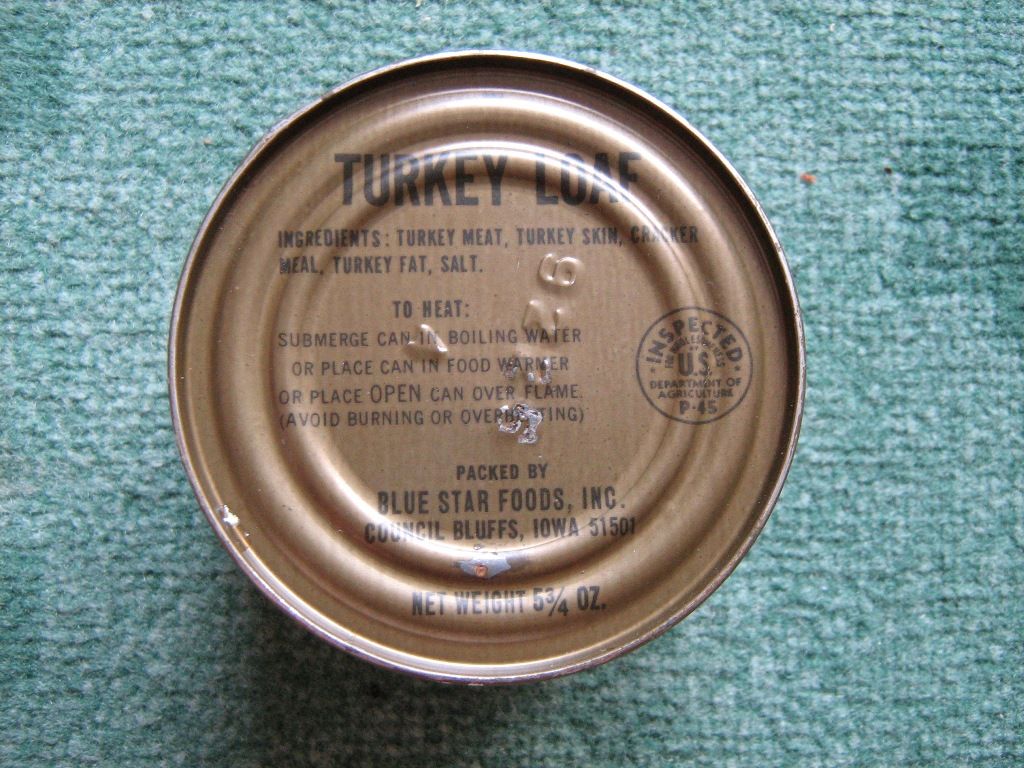 TURKEY LOAF
INGREDIENTS: TURKEY MEAT, TURKEY SKIN, CRACKER
MEAL, TURKEY FAT, SALT.
TO HEAT:
SUBMERGE CAN IN BOILING WATER
OR PLACE CAN IN FOOD WARMER
OR PLACE OPEN CAN OVER FLAME.
(AVOID BURNING OR OVERHEATING)
INSPECTED
FOR WHOLESOMENESS
U.S.
DEPARTMENT OF
AGRICULTURE
P-45
PACKED BY
BLUE STAR FOODS, INC.
COUNCIL BLUFFS, IOWA 51501
NET WEIGHT 5¾ OZ.